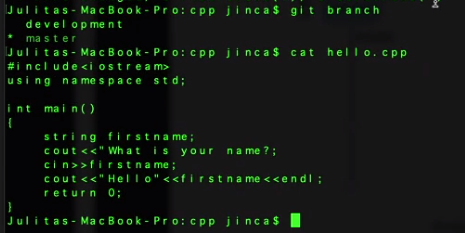 Julitas-MacBook-Pro:cpp jinca$ git branch
  development
* master
Julitas-MacBook-Pro:cpp jinca$ cat hello.cpp
#include<iostream>
using namespace std;

int main()
{
    string firstname;
    cout<<"What is your name?;
    cin>>firstname;
    cout<<"Hello"<<firstname<<endl;
    return 0;
}
Julitas-MacBook-Pro:cpp jinca$